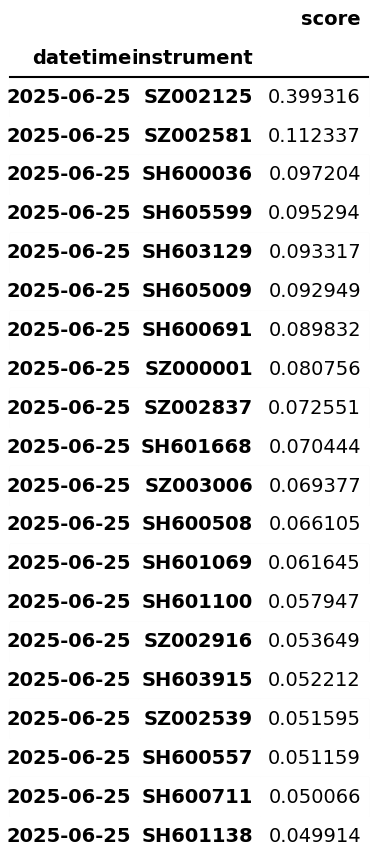 score
datetime instrument
2025-06-25 SZ002125 0.399316
2025-06-25 SZ002581 0.112337
2025-06-25 SH600036 0.097204
2025-06-25 SH605599 0.095294
2025-06-25 SH603129 0.093317
2025-06-25 SH605009 0.092949
2025-06-25 SH600691 0.089832
2025-06-25 SZ000001 0.080756
2025-06-25 SZ002837 0.072551
2025-06-25 SH601668 0.070444
2025-06-25 SZ003006 0.069377
2025-06-25 SH600508 0.066105
2025-06-25 SH601069 0.061645
2025-06-25 SH601100 0.057947
2025-06-25 SZ002916 0.053649
2025-06-25 SH603915 0.052212
2025-06-25 SZ002539 0.051595
2025-06-25 SH600557 0.051159
2025-06-25 SH600711 0.050066
2025-06-25 SH601138 0.049914